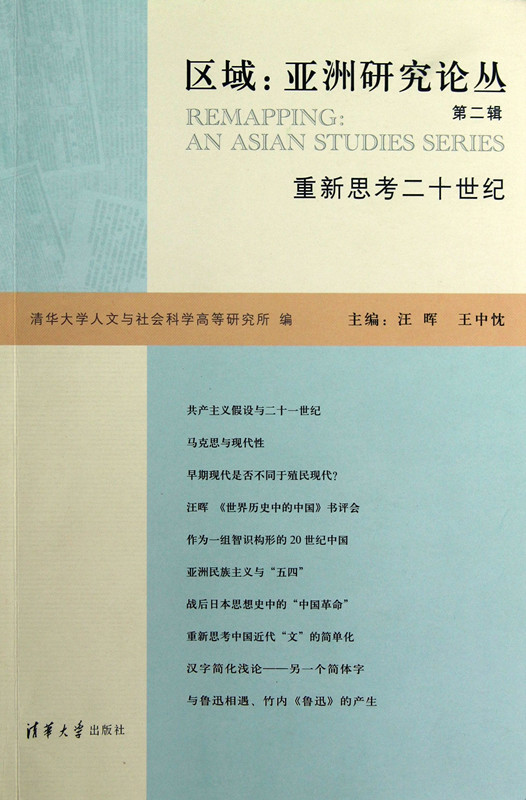 区域：亚洲研究论丛
第二辑
REMAPPING:
AN ASIAN STUDIES SERIES
重新思考二十世纪
清华大学人文与社会科学高等研究所 编
主编：汪 晖 王中忱
共产主义假设与二十一世纪
马克思与现代性
早期现代是否不同于殖民现代？
汪晖 《世界历史中的中国》书评会
作为一组智识构形的 20 世纪中国
亚洲民族主义与“五四”
战后日本思想史中的“中国革命”
重新思考中国近代“文”的简单化
汉字简化浅论——另一个简体字
与鲁迅相遇，竹内《鲁迅》的产生
清华大学出版社